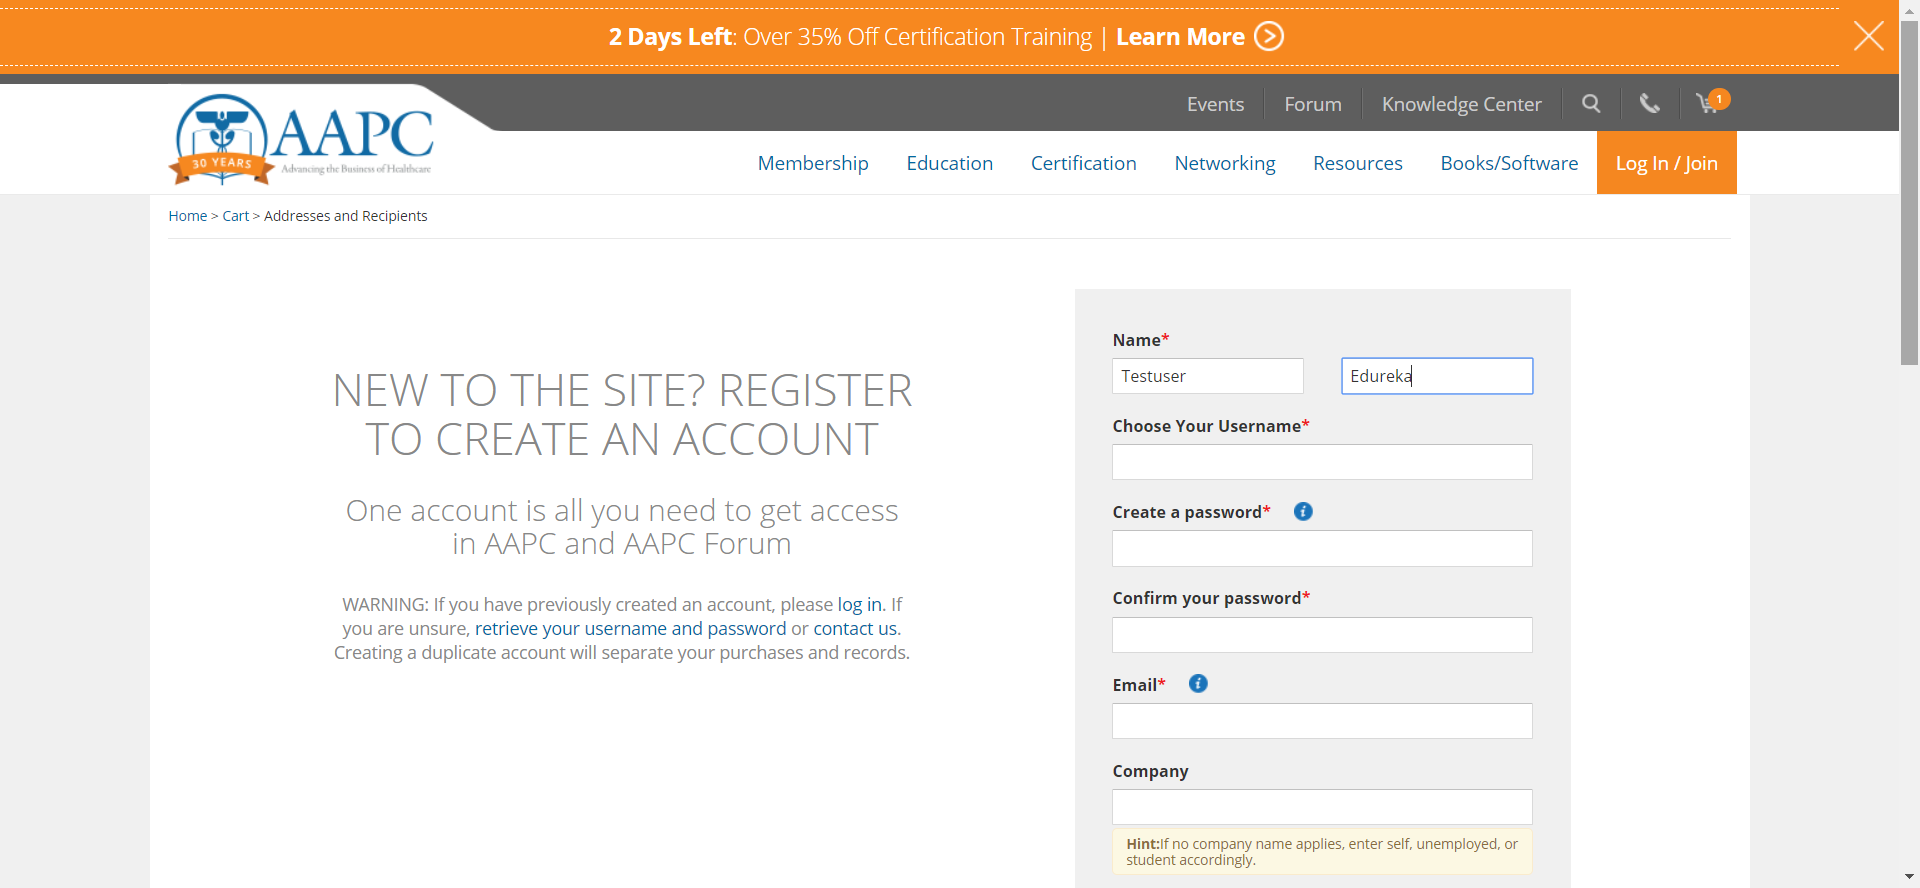 2 Days Left: Over 35% Off Certification Training | Learn More
Events
Forum
Knowledge Center
1
30 YEARS
AAPC
Advancing the Business of Healthcare
Membership
Education
Certification
Networking
Resources
Books/Software
Log In / Join
Home > Cart > Addresses and Recipients
NEW TO THE SITE? REGISTER
TO CREATE AN ACCOUNT
One account is all you need to get access
in AAPC and AAPC Forum
WARNING: If you have previously created an account, please log in. If
you are unsure, retrieve your username and password or contact us.
Creating a duplicate account will separate your purchases and records.
Name*
Testuser
Edureka
Choose Your Username*
Create a password* i
Confirm your password*
Email* i
Company
Hint:If no company name applies, enter self, unemployed, or
student accordingly.